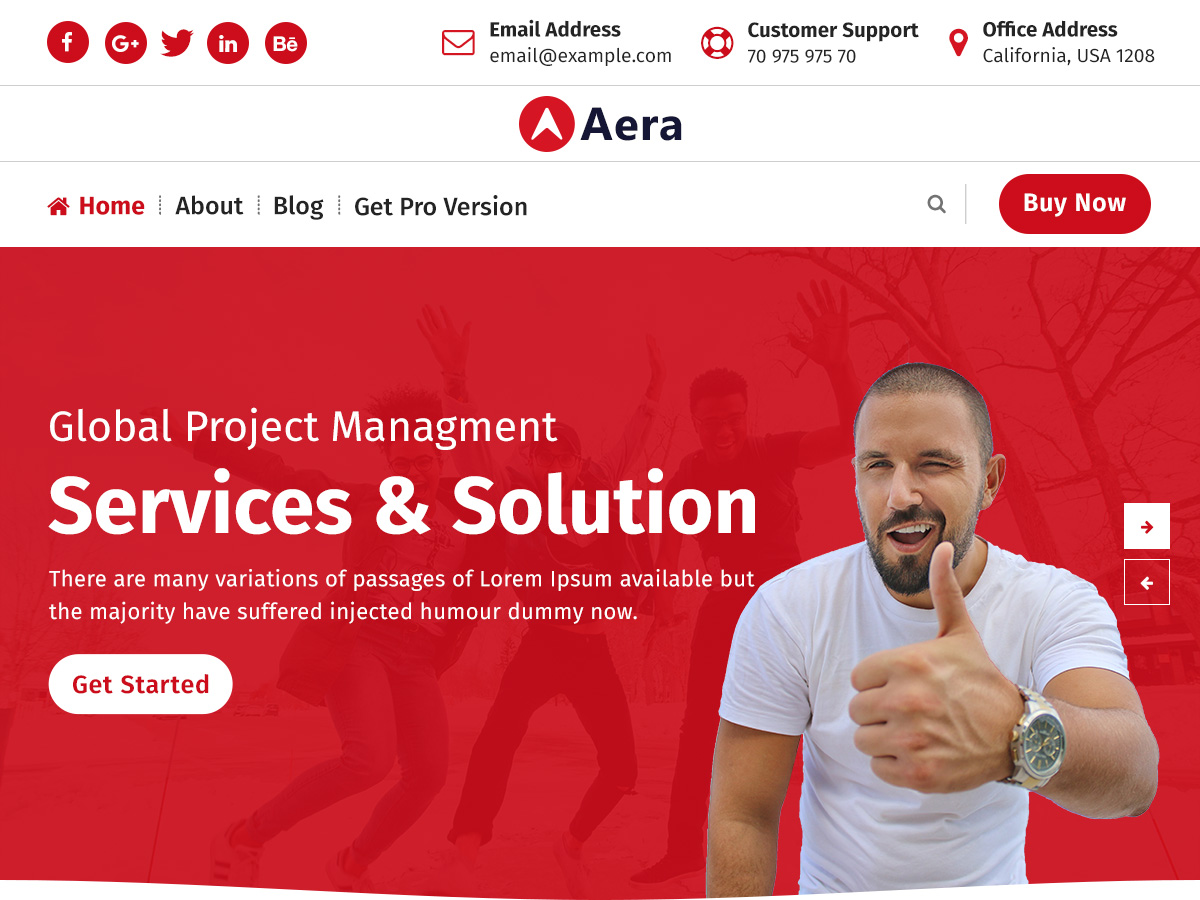 f G+ in Bē
Email Address
email@example.com
Customer Support
70 975 975 70
Office Address
California, USA 1208
Aera
Home About Blog Get Pro Version
Buy Now
Global Project Managment
Services & Solution
There are many variations of passages of Lorem Ipsum available but
the majority have suffered injected humour dummy now.
Get Started